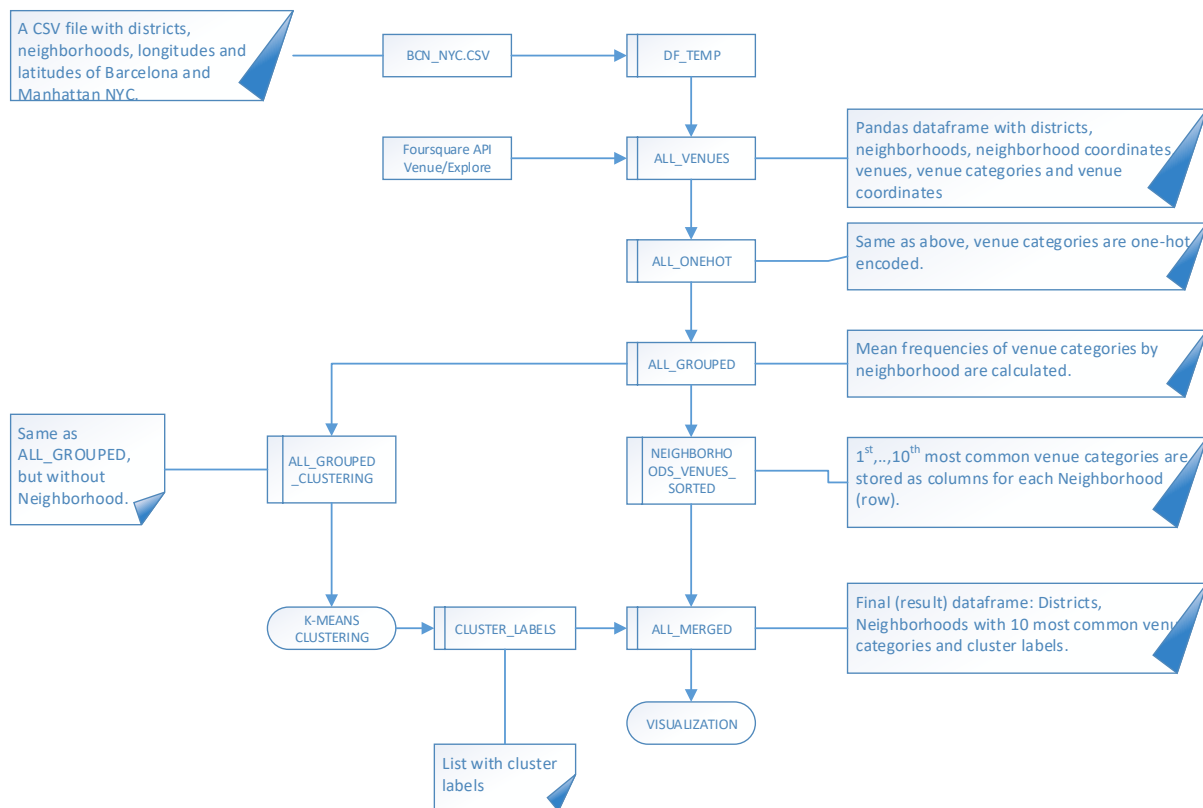 A CSV file with districts,
neighborhoods, longitudes and
latitudes of Barcelona and
Manhattan NYC.
BCN_NYC.CSV
DF_TEMP
Foursquare API
Venue/Explore
ALL_VENUES
Pandas dataframe with districts,
neighborhoods, neighborhood coordinates
venues, venue categories and venue
coordinates
ALL_ONEHOT
Same as above, venue categories are one-hot
encoded.
ALL_GROUPED
Mean frequencies of venue categories by
neighborhood are calculated.
Same as
ALL_GROUPED,
but without
Neighborhood.
ALL_GROUPED
_CLUSTERING
NEIGHBORHO
ODS_VENUES_
SORTED
1st,..,10th most common venue categories are
stored as columns for each Neighborhood
(row).
K-MEANS
CLUSTERING
CLUSTER_LABELS
ALL_MERGED
Final (result) dataframe: Districts,
Neighborhoods with 10 most common venue
categories and cluster labels.
VISUALIZATION
List with cluster
labels